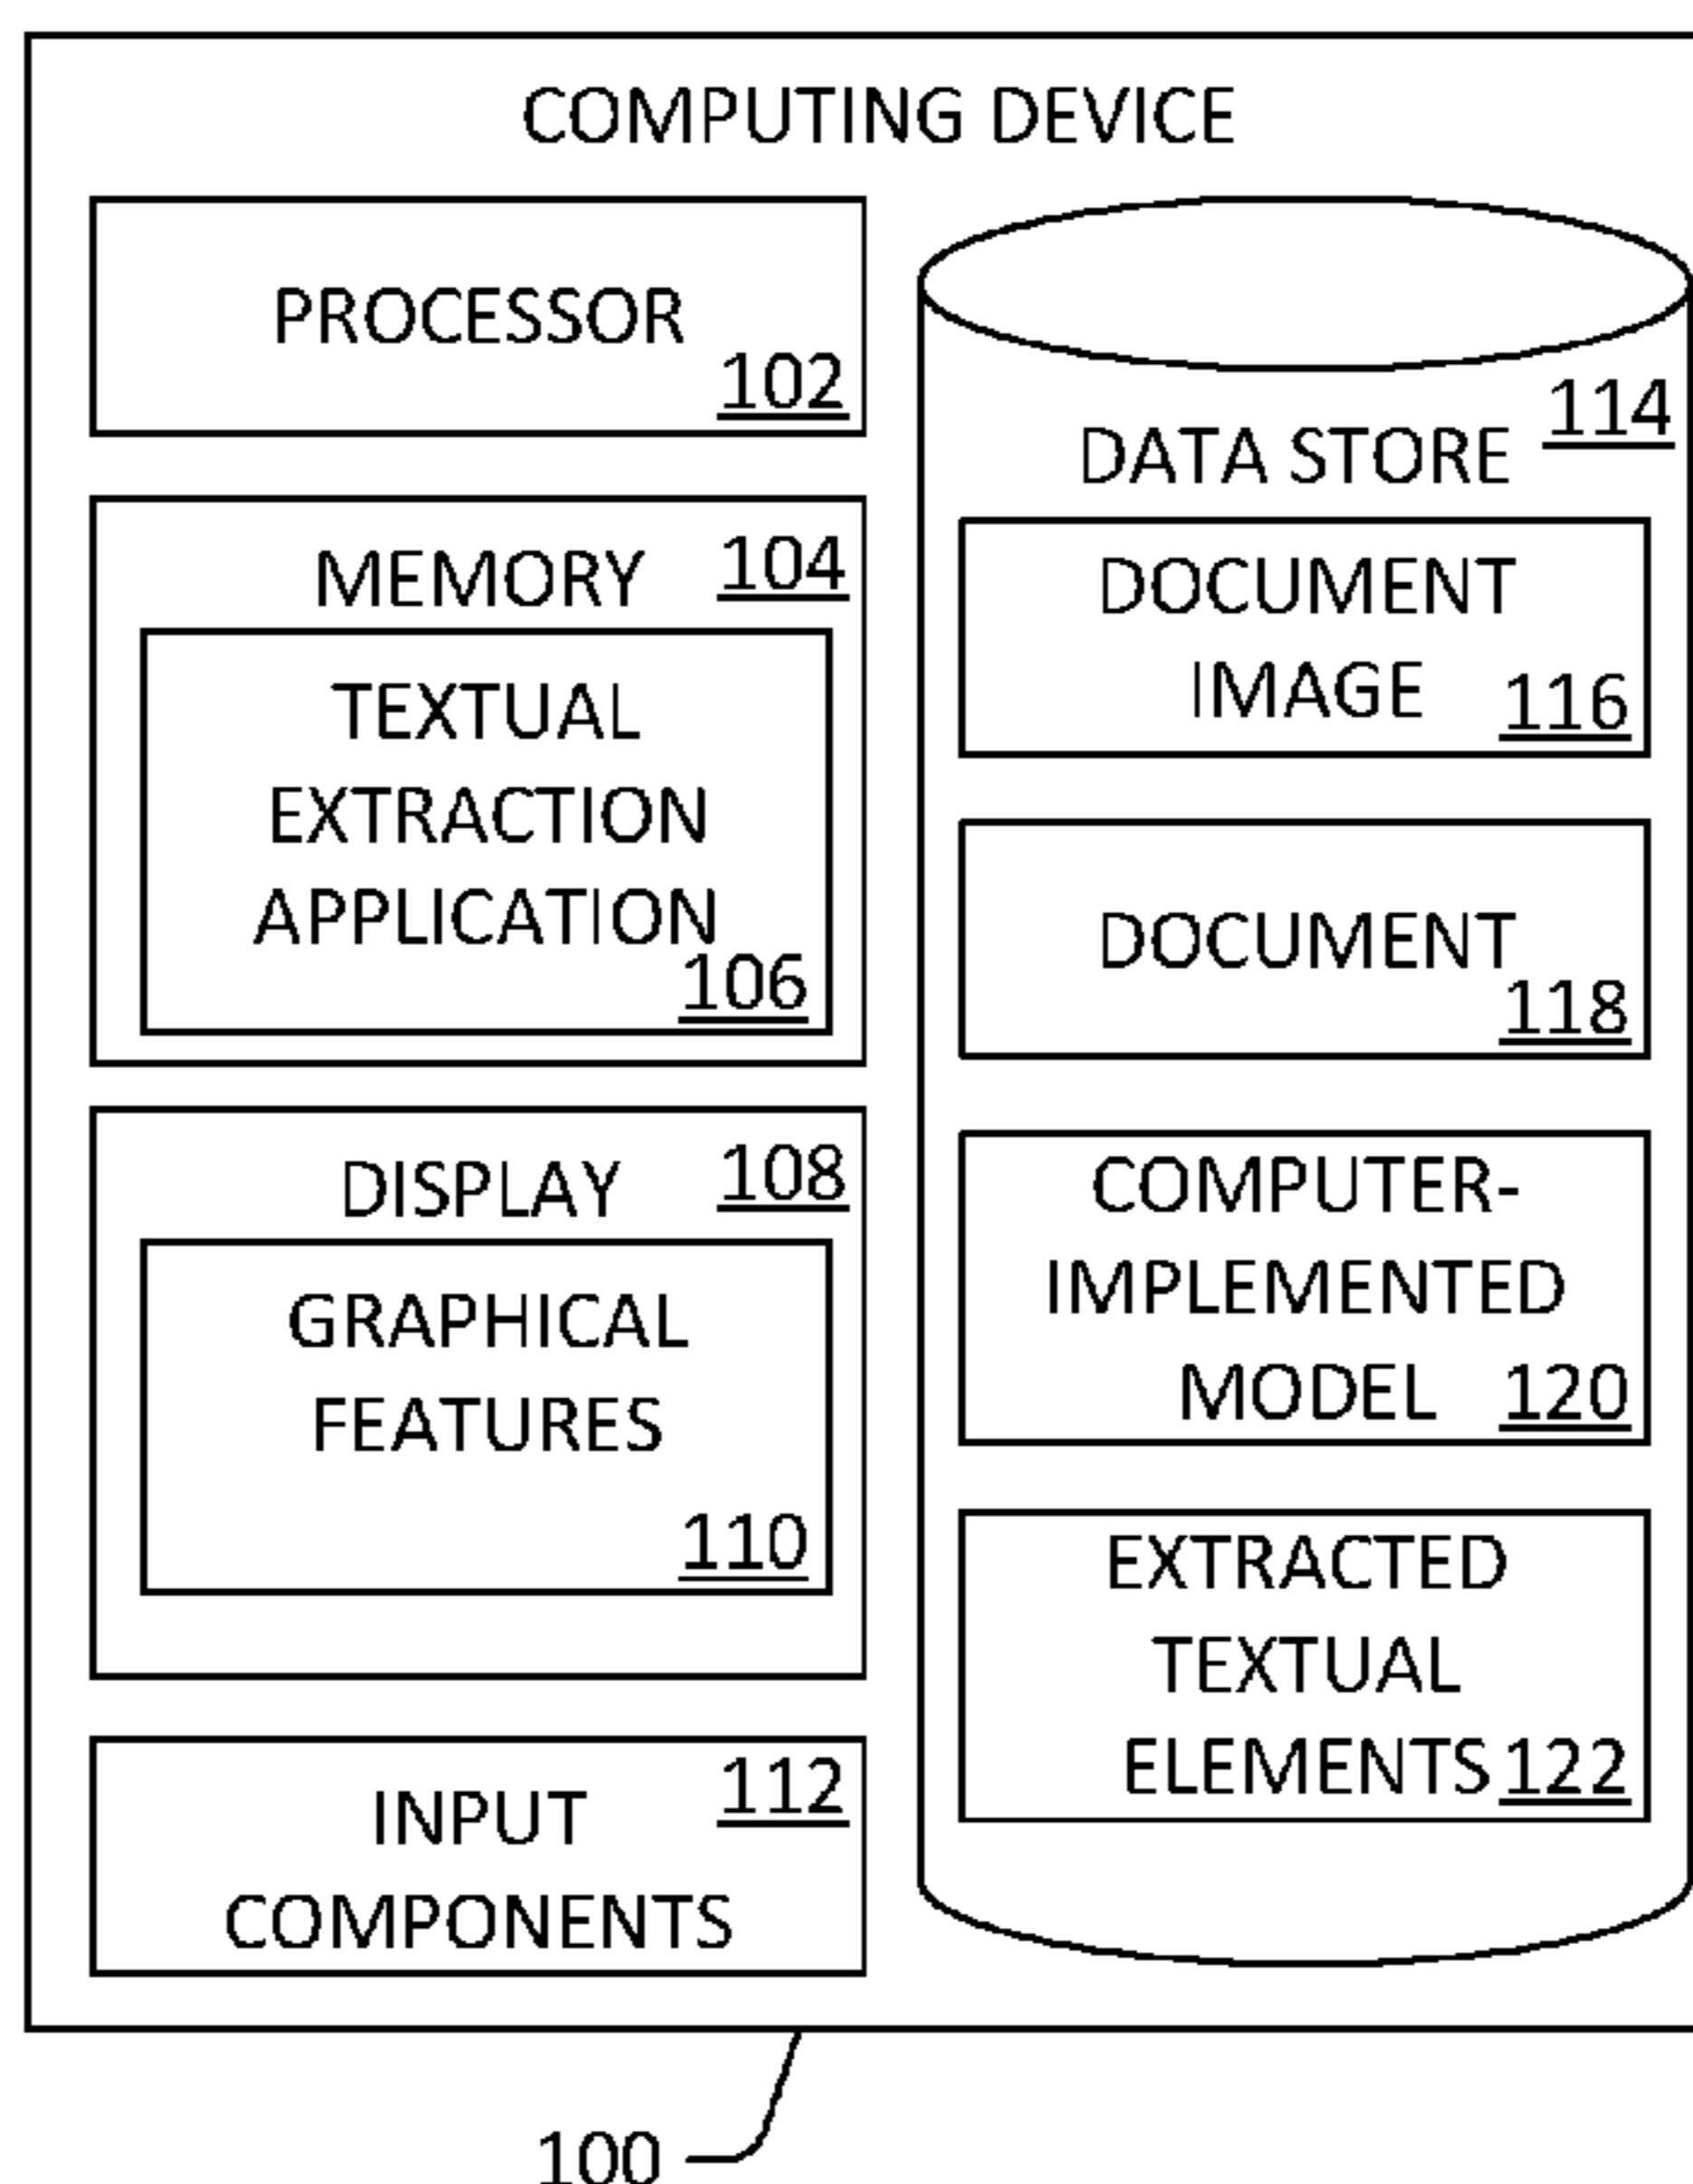 COMPUTING DEVICE
PROCESSOR
102
MEMORY 104
TEXTUAL
EXTRACTION
APPLICATION
106
DISPLAY 108
GRAPHICAL
FEATURES
110
INPUT 112
COMPONENTS
114
DATA STORE
DOCUMENT
IMAGE 116
DOCUMENT
118
COMPUTER-
IMPLEMENTED
MODEL 120
EXTRACTED
TEXTUAL
ELEMENTS 122
100